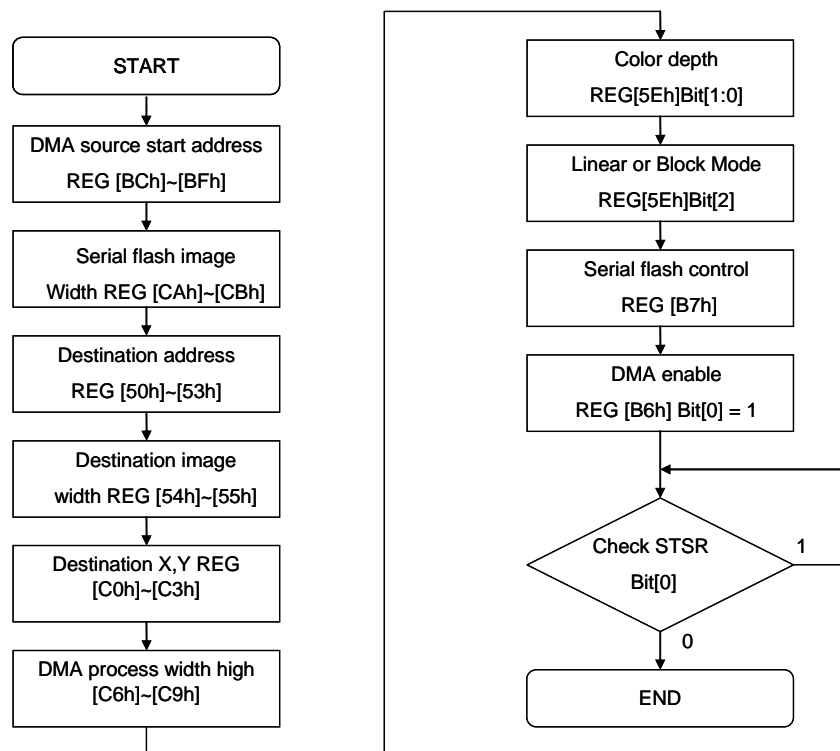 START
DMA source start address
REG [BCh]~[BFh]
Serial flash image
Width REG [CAh]~[CBh]
Destination address
REG [50h]~[53h]
Destination image
width REG [54h]~[55h]
Destination X,Y REG
[C0h]~[C3h]
DMA process width high
[C6h]~[C9h]
Color depth
REG[5Eh]Bit[1:0]
Linear or Block Mode
REG[5Eh]Bit[2]
Serial flash control
REG [B7h]
DMA enable
REG [B6h] Bit[0] = 1
Check STSR
Bit[0]
1
0
END